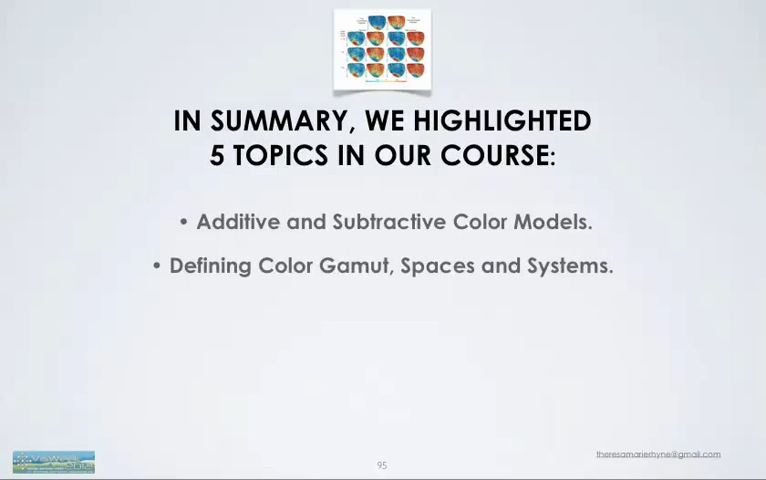 IN SUMMARY, WE HIGHLIGHTED
5 TOPICS IN OUR COURSE:
• Additive and Subtractive Color Models.
• Defining Color Gamut, Spaces and Systems.
theresamarierhyne@gmail.com
95